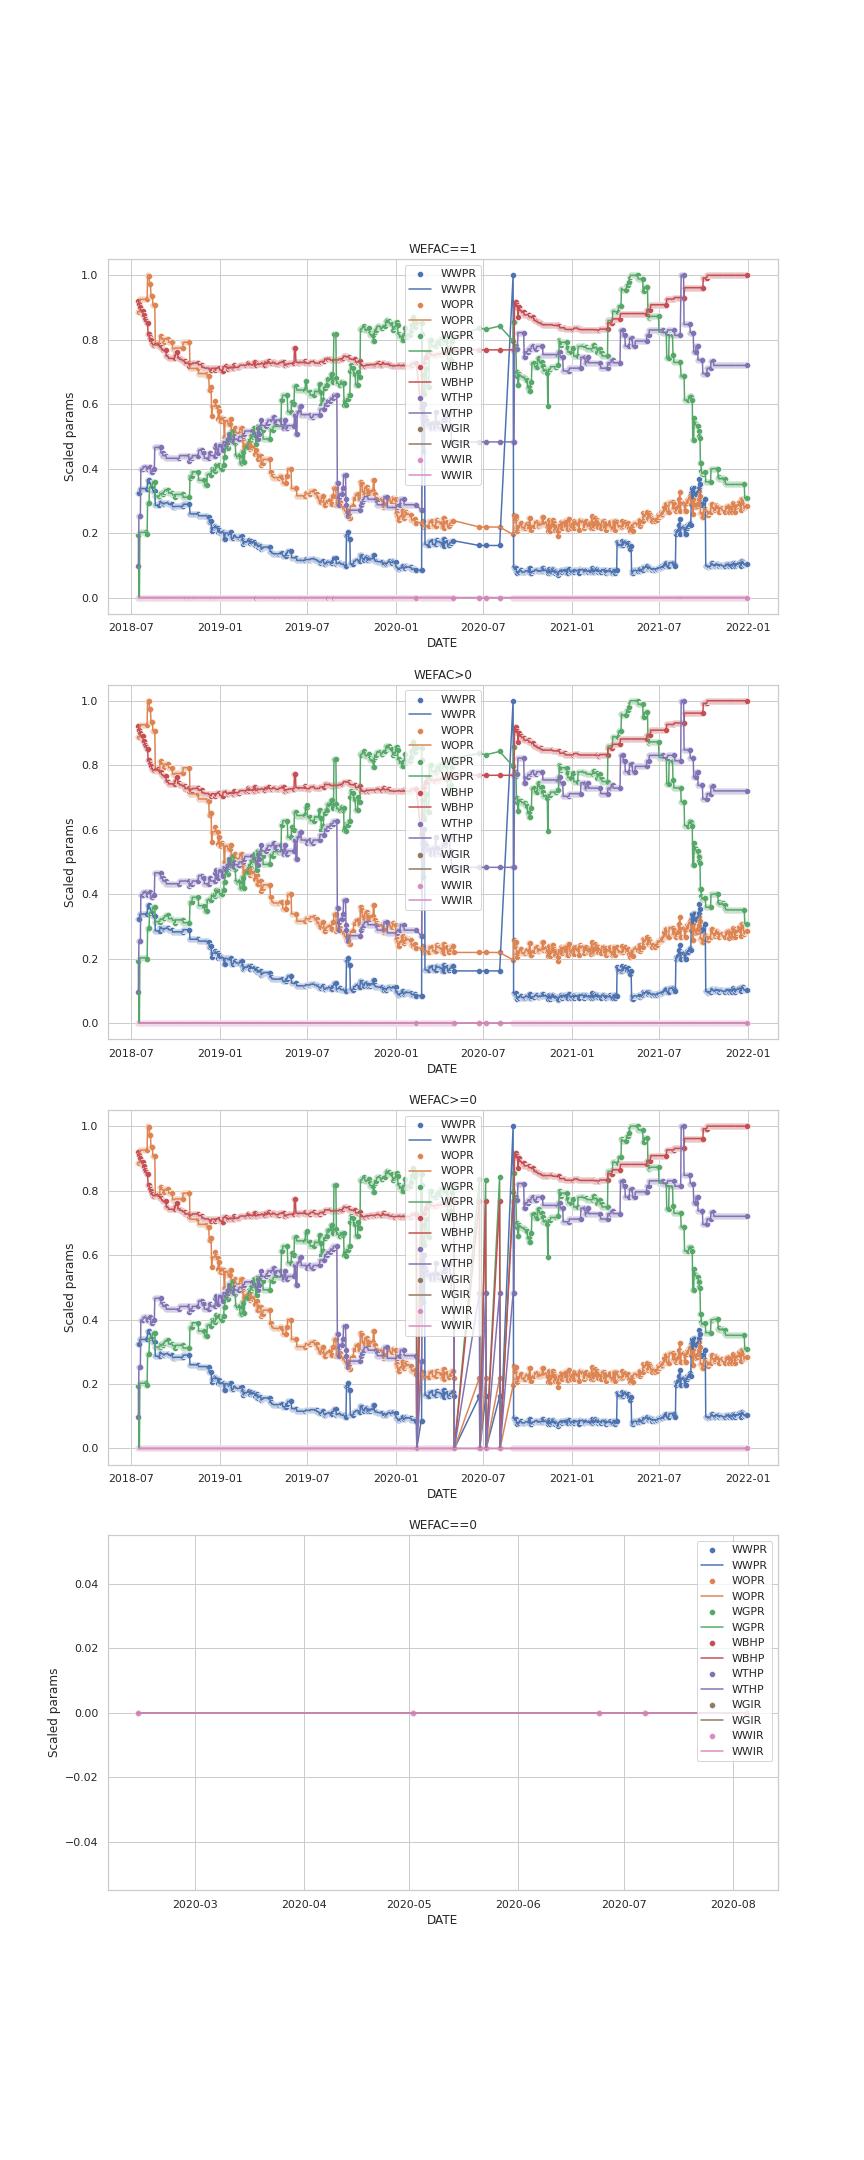 WEFAC==1
1.0
0.8
0.6
0.4
0.2
0.0
Scaled params
WWPR
WWPR
WOPR
WOPR
WGPR
WGPR
WBHP
WBHP
WTHP
WTHP
WGIR
WGIR
WWIR
WWIR
2018-07 2019-01 2019-07 2020-01 2020-07 2021-01 2021-07 2022-01
DATE
WEFAC>0
1.0
0.8
0.6
0.4
0.2
0.0
Scaled params
WWPR
WWPR
WOPR
WOPR
WGPR
WGPR
WBHP
WBHP
WTHP
WTHP
WGIR
WGIR
WWIR
WWIR
2018-07 2019-01 2019-07 2020-01 2020-07 2021-01 2021-07 2022-01
DATE
WEFAC>=0
1.0
0.8
0.6
0.4
0.2
0.0
Scaled params
WWPR
WWPR
WOPR
WOPR
WGPR
WGPR
WBHP
WBHP
WTHP
WTHP
WGIR
WGIR
WWIR
WWIR
2018-07 2019-01 2019-07 2020-01 2020-07 2021-01 2021-07 2022-01
DATE
WEFAC==0
0.04
0.02
0.00
−0.02
−0.04
Scaled params
WWPR
WWPR
WOPR
WOPR
WGPR
WGPR
WBHP
WBHP
WTHP
WTHP
WGIR
WGIR
WWIR
WWIR
2020-03 2020-04 2020-05 2020-06 2020-07 2020-08
DATE